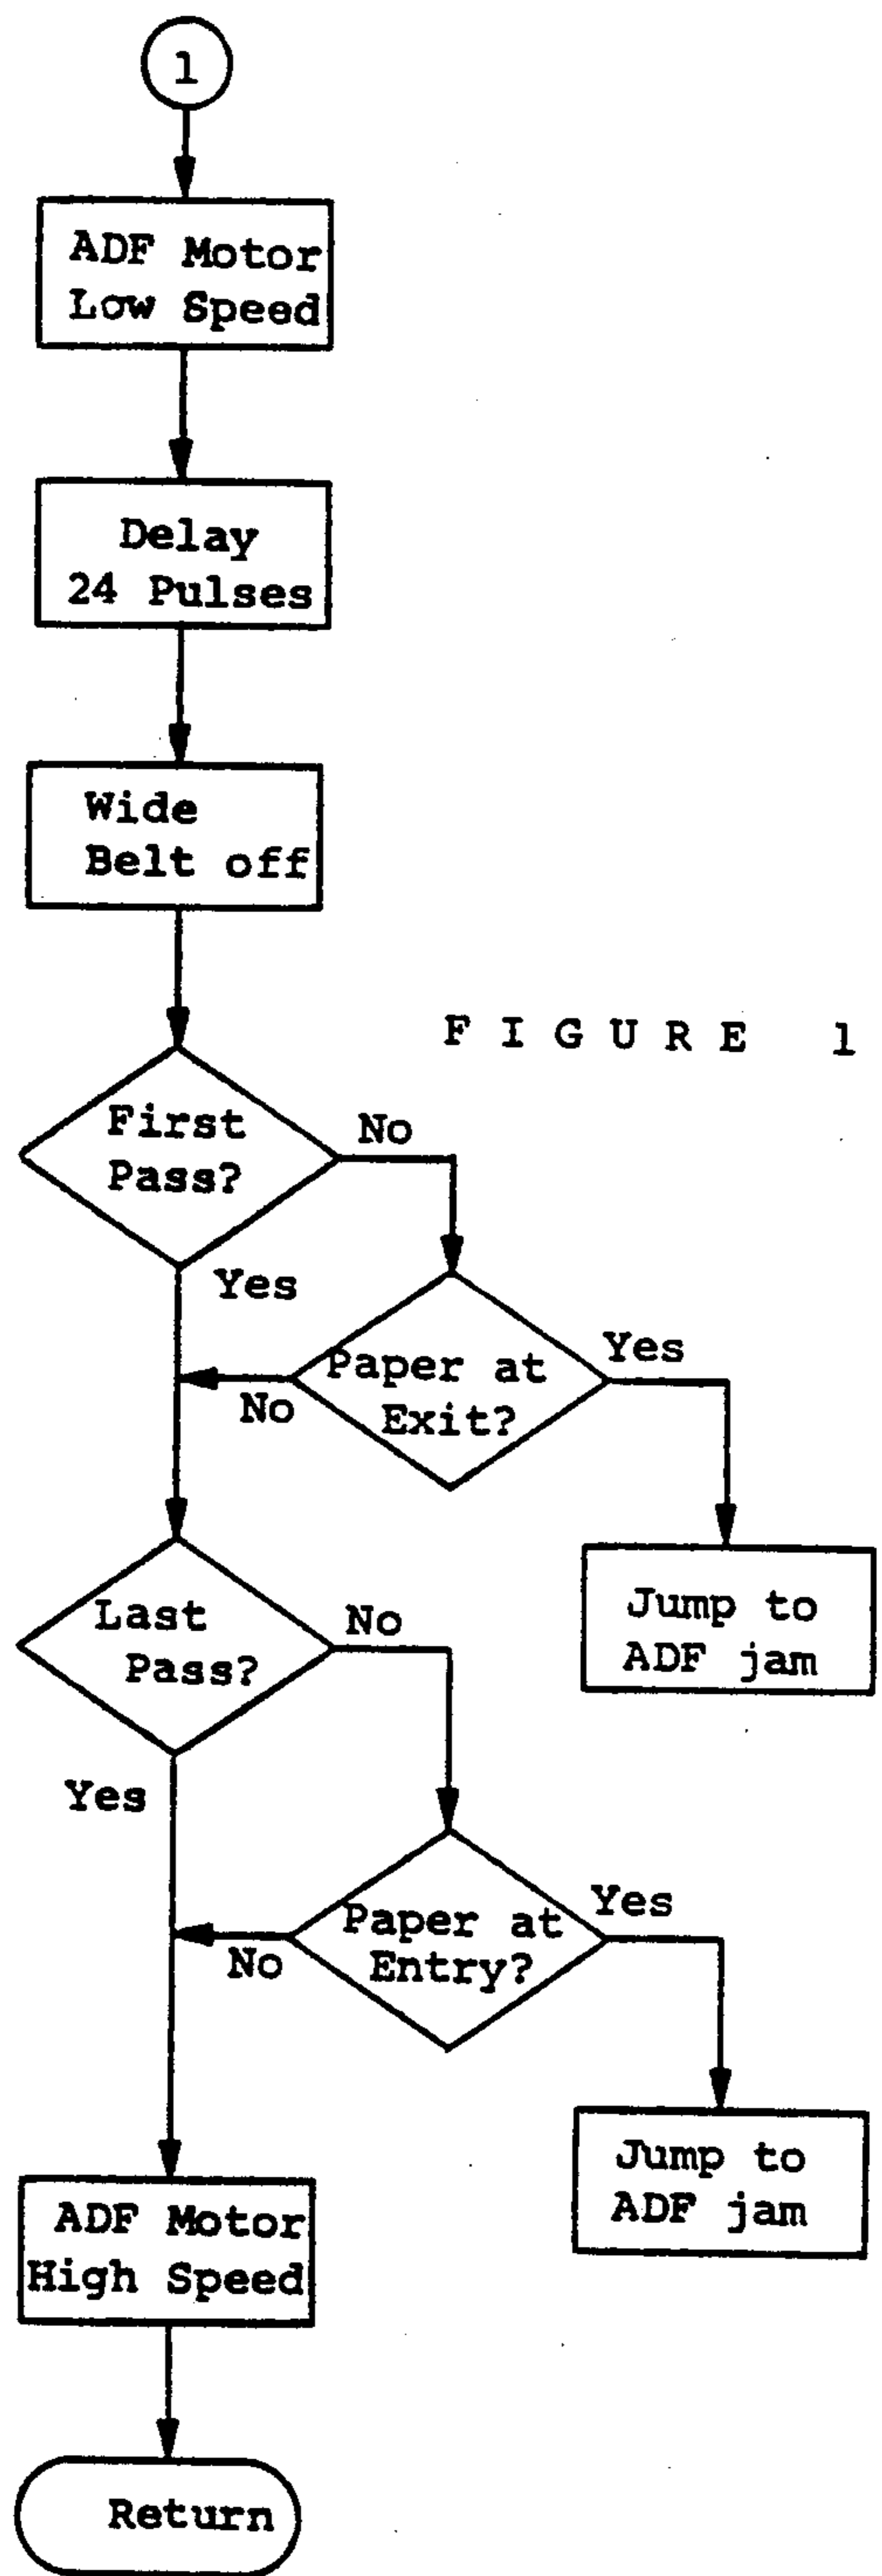 1
ADF Motor
Low Speed
Delay
24 Pulses
Wide
Belt off
F I G U R E 1
First
Pass?
No
Yes
Paper at
Exit?
Yes
No
Jump to
ADF jam
Last
Pass?
No
Yes
Paper at
Entry?
Yes
No
Jump to
ADF jam
ADF Motor
High Speed
Return